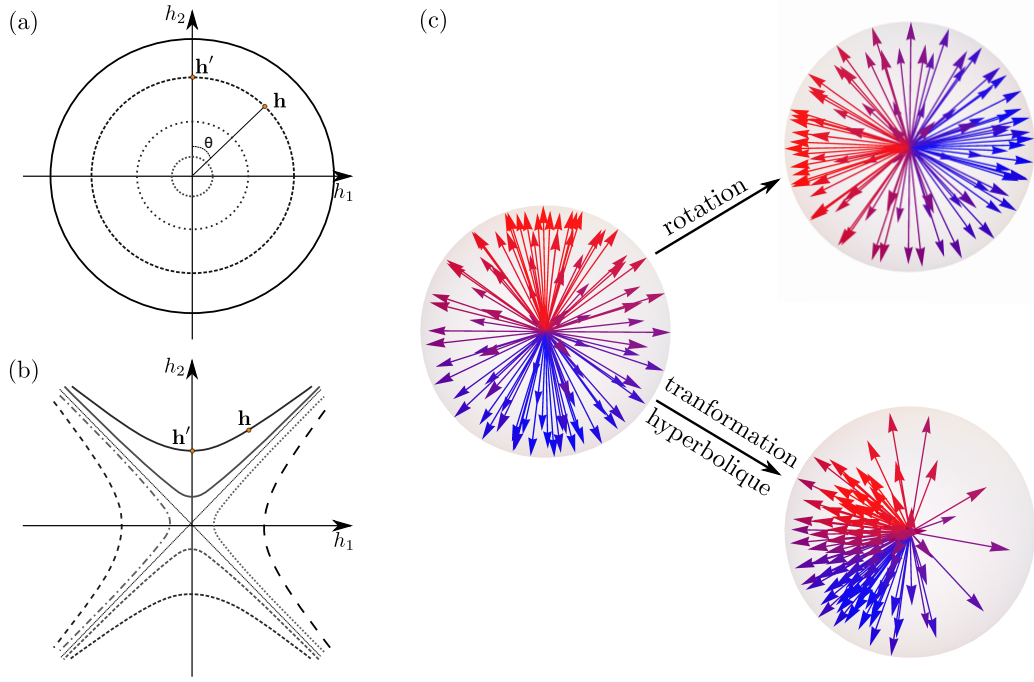 (a)
h₂
h′
h
θ
h₁
(b)
h₂
h′
h
h₁
(c)
rotation
tranformation
hyperbolique